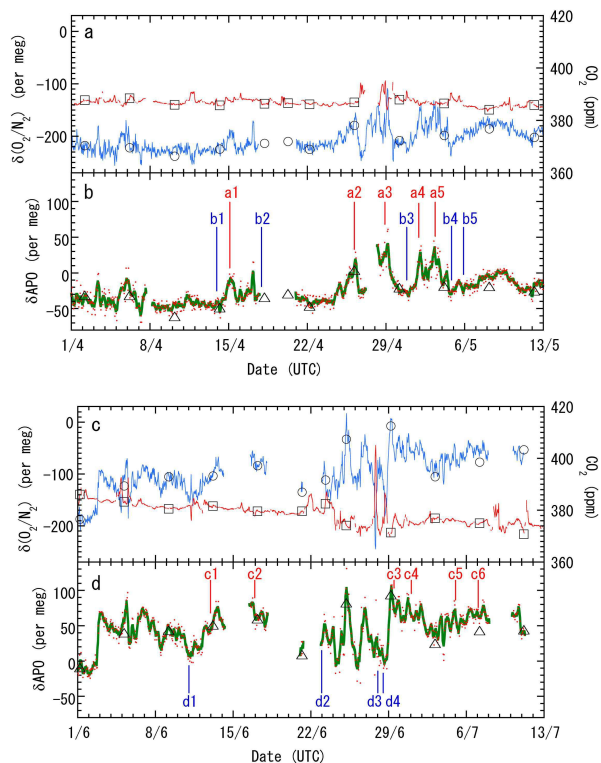 a
δ(O2/N2) (per meg)
0
-100
-200
CO2 (ppm)
420
400
380
360
b
δAPO (per meg)
100
50
0
-50
a1 a2 a3 a4 a5
b1 b2 b3 b4 b5
1/4 8/4 15/4 22/4 29/4 6/5 13/5
Date (UTC)
c
δ(O2/N2) (per meg)
0
-100
-200
CO2 (ppm)
420
400
380
360
d
δAPO (per meg)
100
50
0
-50
c1 c2 c3 c4 c5 c6
d1 d2 d3 d4
1/6 8/6 15/6 22/6 29/6 6/7 13/7
Date (UTC)